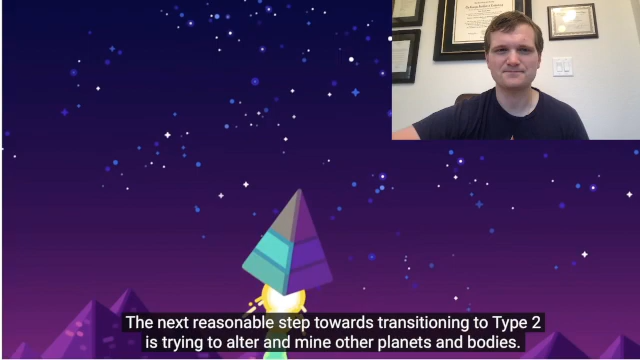 The next reasonable step towards transitioning to Type 2
is trying to alter and mine other planets and bodies.